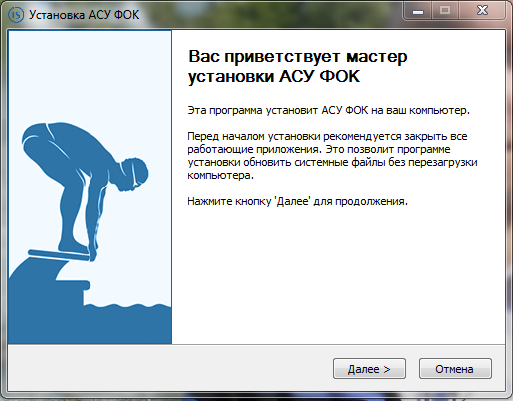 Установка АСУ ФОК
Вас приветствует мастер
установки АСУ ФОК
Эта программа установит АСУ ФОК на ваш компьютер.
Перед началом установки рекомендуется закрыть все
работающие приложения. Это позволит программе
установки обновить системные файлы без перезагрузки
компьютера.
Нажмите кнопку 'Далее' для продолжения.
Далее >
Отмена